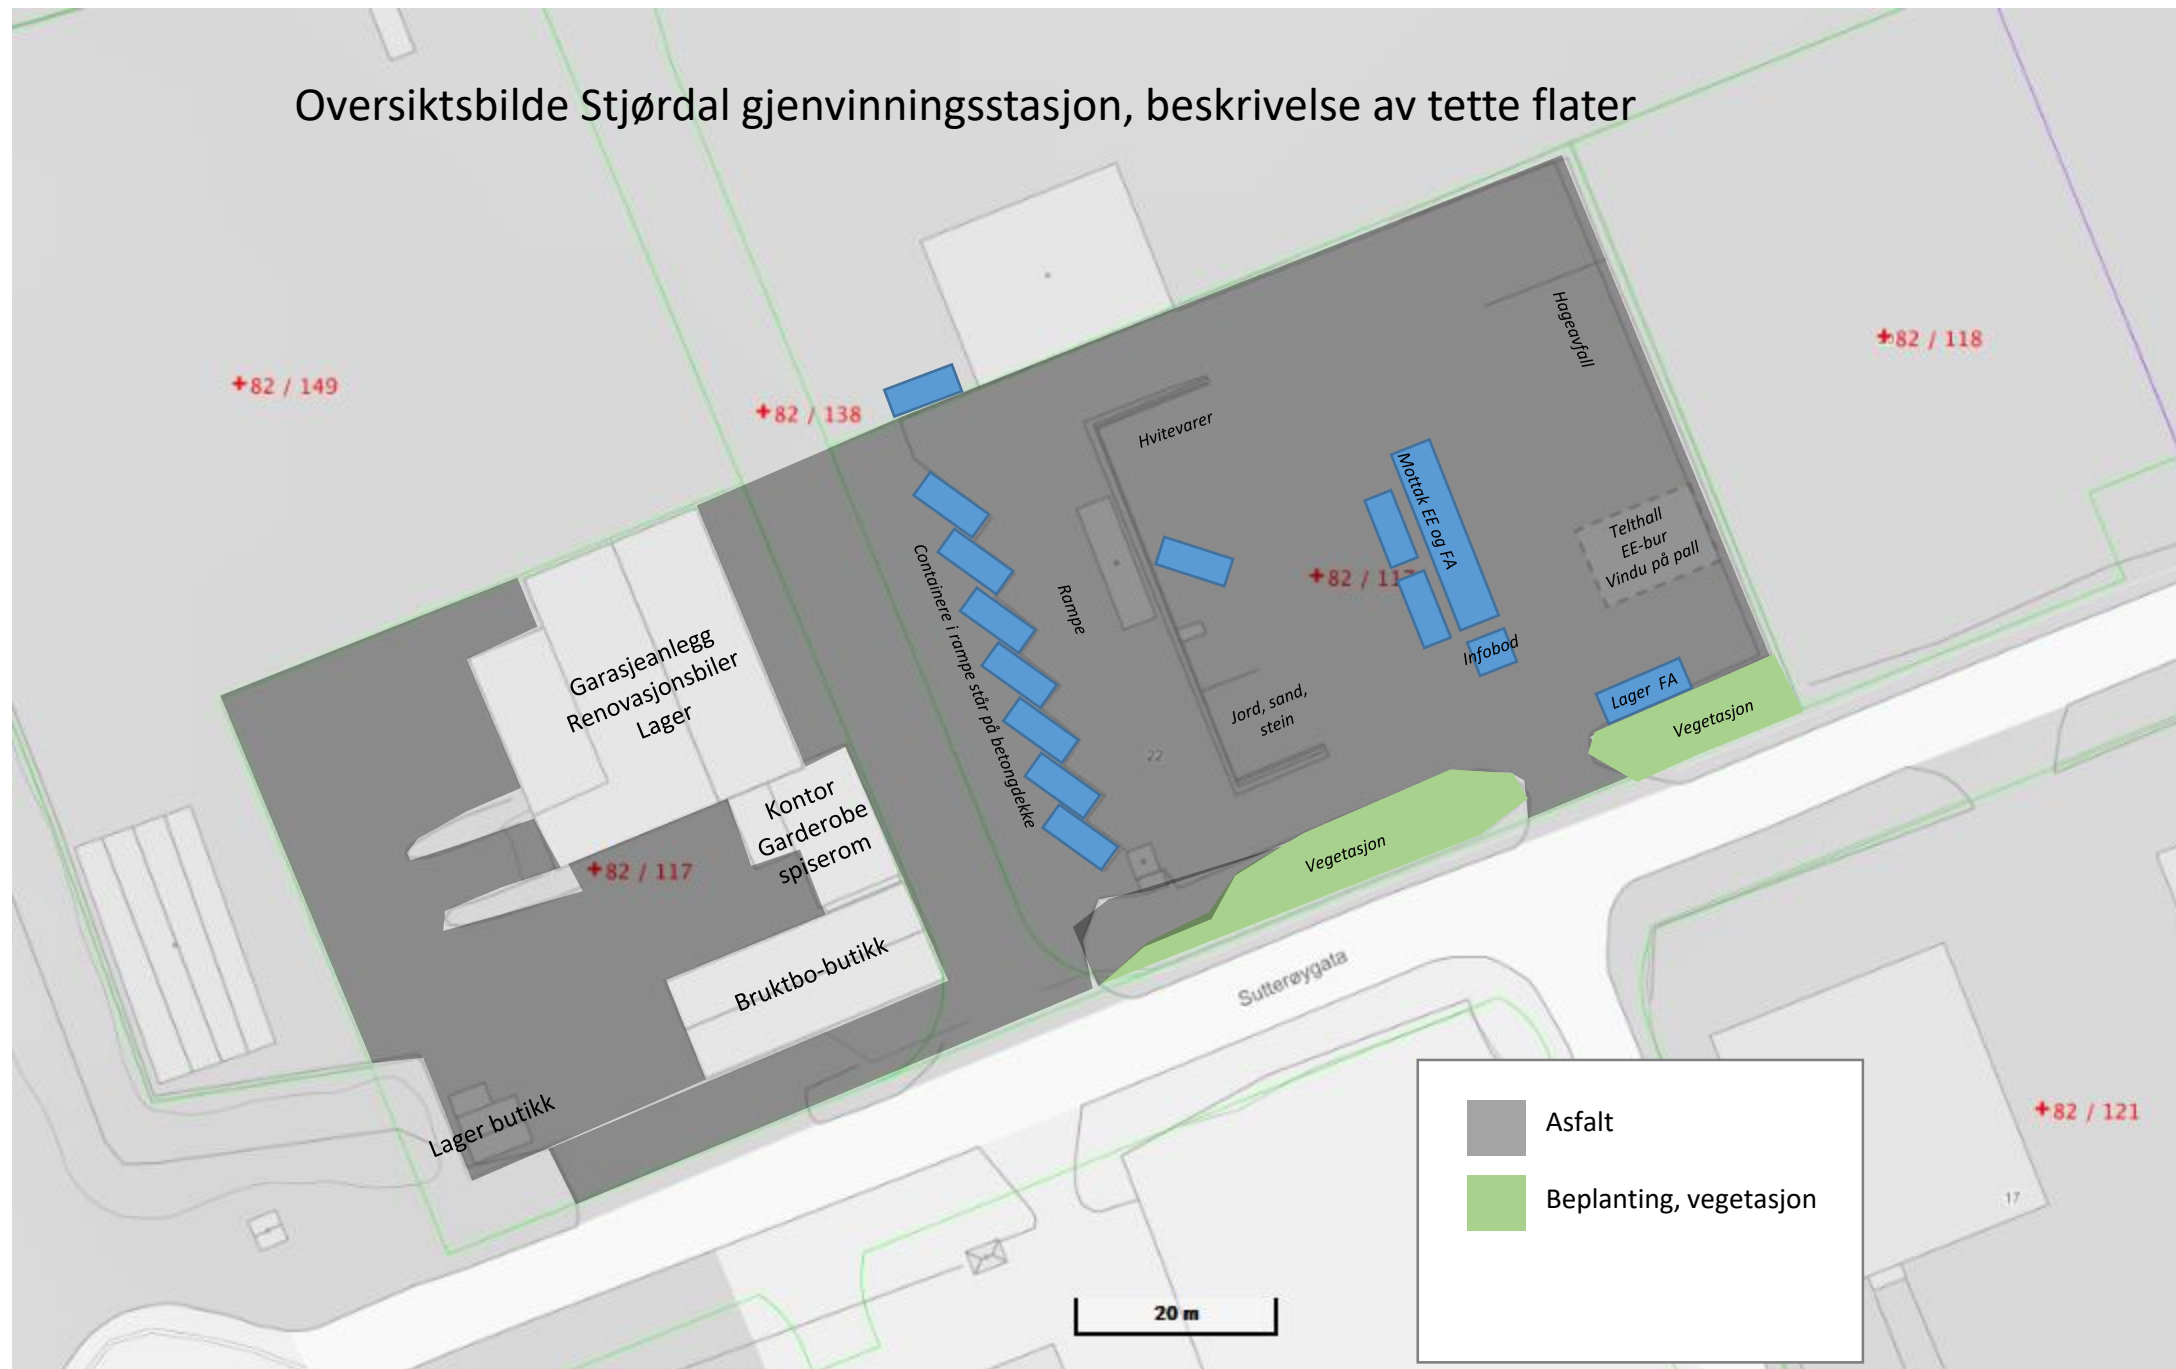 Oversiktsbilde Stjørdal gjenvinningsstasjon, beskrivelse av tette flater
82 / 149
82 / 138
82 / 118
Hageavfall
Hvitevarer
Mottak EE og FA
82 / 117
Telthall
EE-bur
Vindu på pall
Containere i rampe står på betongdekke
Rampe
Infobod
Lager FA
Vegetasjon
Jord, sand,
stein
22
Garasjeanlegg
Renovasjonsbiler
Lager
Kontor
Garderobe
spiserom
82 / 117
Vegetasjon
Bruktbo-butikk
Sutterøygata
Lager butikk
Asfalt
Beplanting, vegetasjon
82 / 121
17
20 m